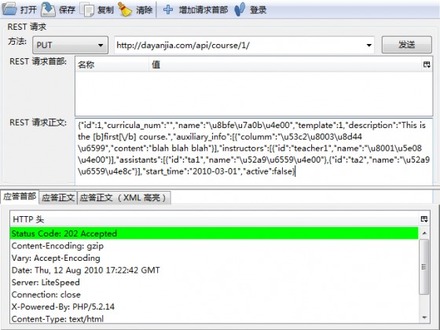 打开 保存 复制 清除 增加请求首部 登录
REST 请求
方法: PUT http://dayanjia.com/api/course/1/ 发送
REST 请求首部: 名称 值
REST 请求正文: {"id":1,"curricula_num":"","name":"\u8bfe\u7a0b\u4e00","template":1,"description":"This is
the [b]first[\/b] course.","auxiliary_info":[{"columm":"\u53c2\u8003\u8d44
\u6599","content":"blah blah blah"}],"instructors":[{"id":"teacher1","name":"\u8001\u5e08
\u4e00"}],"assistants":[{"id":"ta1","name":"\u52a9\u6559\u4e00"},{"id":"ta2","name":"\u52a9
\u6559\u4e8c"}],"start_time":"2010-03-01","active":false}
应答首部 应答正文 应答正文 （XML 高亮）
HTTP 头
Status Code: 202 Accepted
Content-Encoding: gzip
Vary: Accept-Encoding
Date: Thu, 12 Aug 2010 17:22:42 GMT
Server: LiteSpeed
Connection: close
X-Powered-By: PHP/5.2.14
Content-Type: text/html